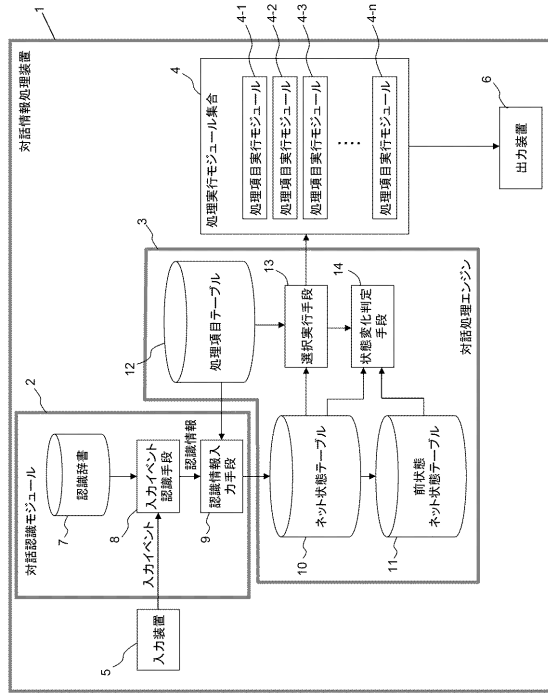 1
対話情報処理装置
2
対話認識モジュール
認識辞書
7
入力イベント
認識手段
8
認識情報
認識情報入
力手段
9
入力イベント
入力装置
5
3
処理項目テーブル
12
選択実行手段
13
状態変化判定
手段
14
ネット状態テーブル
10
前状態
ネット状態テーブル
11
対話処理エンジン
4
処理実行モジュール集合
処理項目実行モジュール
4-1
処理項目実行モジュール
4-2
処理項目実行モジュール
4-3
処理項目実行モジュール
4-n
出力装置
6